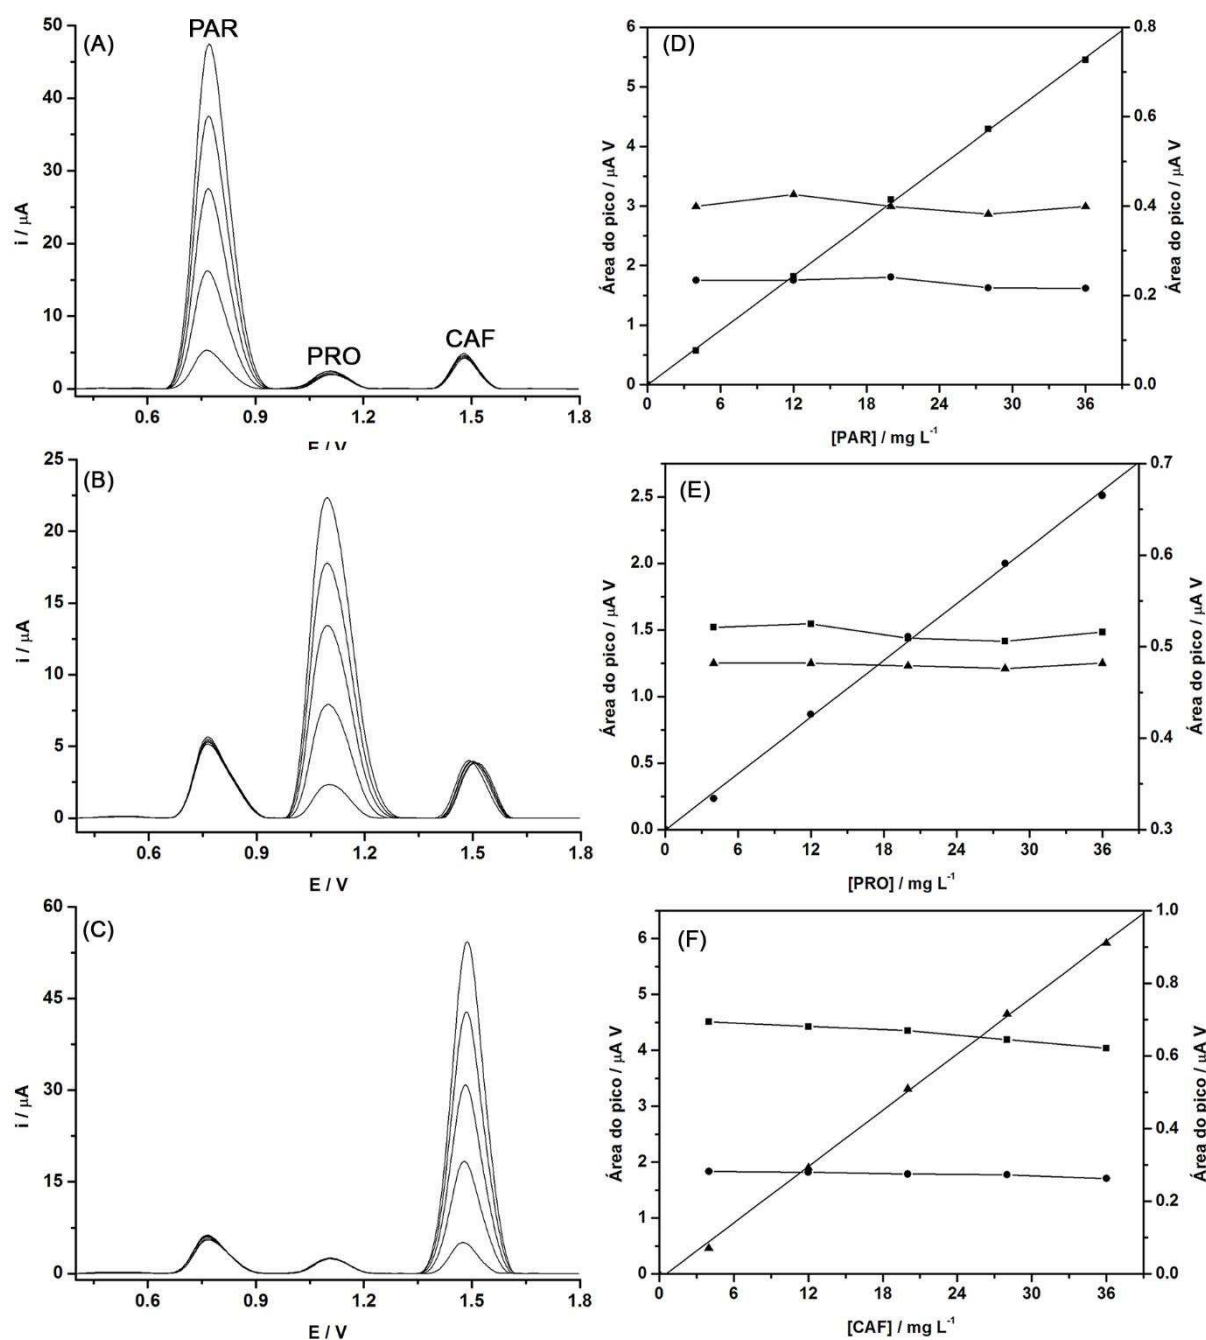 (A)
PAR
PRO
CAF
50
40
30
20
10
0
i / µA
0.6 0.9 1.2 1.5 1.8
E / V
(D)
6
5
4
3
2
1
0
Área do pico / µA V
0.8
0.6
0.4
0.2
0.0
Área do pico / µA V
0 6 12 18 24 30 36
[PAR] / mg L⁻¹
(B)
25
20
15
10
5
0
i / µA
0.6 0.9 1.2 1.5 1.8
E / V
(E)
2.5
2.0
1.5
1.0
0.5
0.0
Área do pico / µA V
0.7
0.6
0.5
0.4
0.3
Área do pico / µA V
0 6 12 18 24 30 36
[PRO] / mg L⁻¹
(C)
60
45
30
15
0
i / µA
0.6 0.9 1.2 1.5 1.8
E / V
(F)
6
5
4
3
2
1
0
Área do pico / µA V
1.0
0.8
0.6
0.4
0.2
0.0
Área do pico / µA V
0 6 12 18 24 30 36
[CAF] / mg L⁻¹